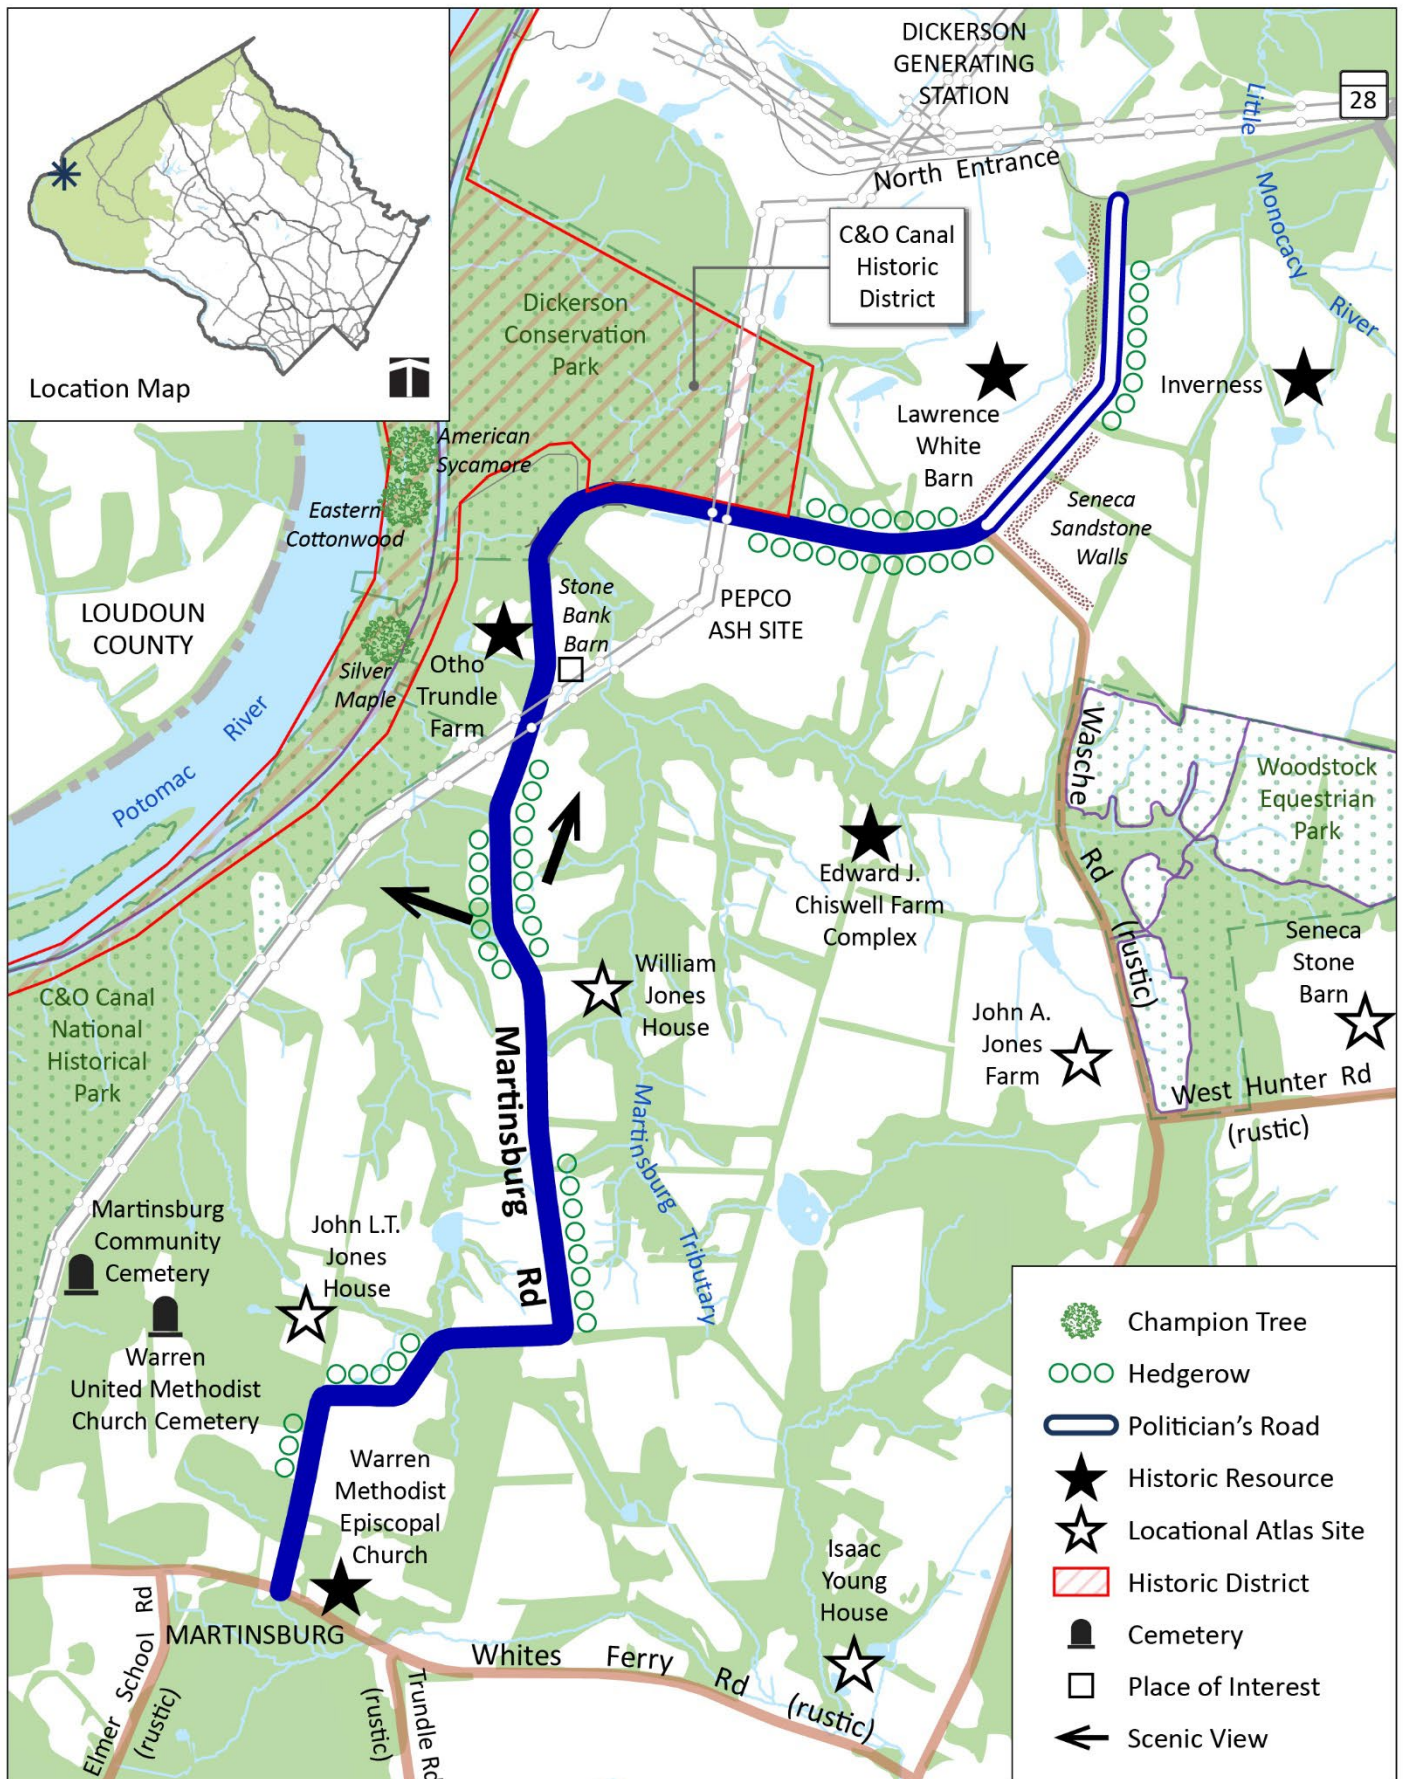 DICKERSON
GENERATING
STATION
28
Little
Monocacy
River
North Entrance
C&O Canal
Historic
District
Location Map
Dickerson
Conservation
Park
Lawrence
White
Barn
Inverness
American
Sycamore
Eastern
Cottonwood
Seneca
Sandstone
Walls
Stone
Bank
Barn
PEPCO
ASH SITE
LOUDOUN
COUNTY
Silver
Maple
Otho
Trundle
Farm
Potomac
River
Wasche
Rd
(rustic)
Woodstock
Equestrian
Park
Edward J.
Chiswell Farm
Complex
Seneca
Stone
Barn
William
Jones
House
C&O Canal
National
Historical
Park
John A.
Jones
Farm
West Hunter Rd
(rustic)
Martinsburg
Rd
Martinsburg
Tributary
Martinsburg
Community
Cemetery
John L.T.
Jones
House
Warren
United Methodist
Church Cemetery
Warren
Methodist
Episcopal
Church
Isaac
Young
House
MARTINSBURG
Whites Ferry Rd
(rustic)
Elmer School Rd
(rustic)
Trundle Rd
(rustic)
Champion Tree
Hedgerow
Politician's Road
Historic Resource
Locational Atlas Site
Historic District
Cemetery
Place of Interest
Scenic View